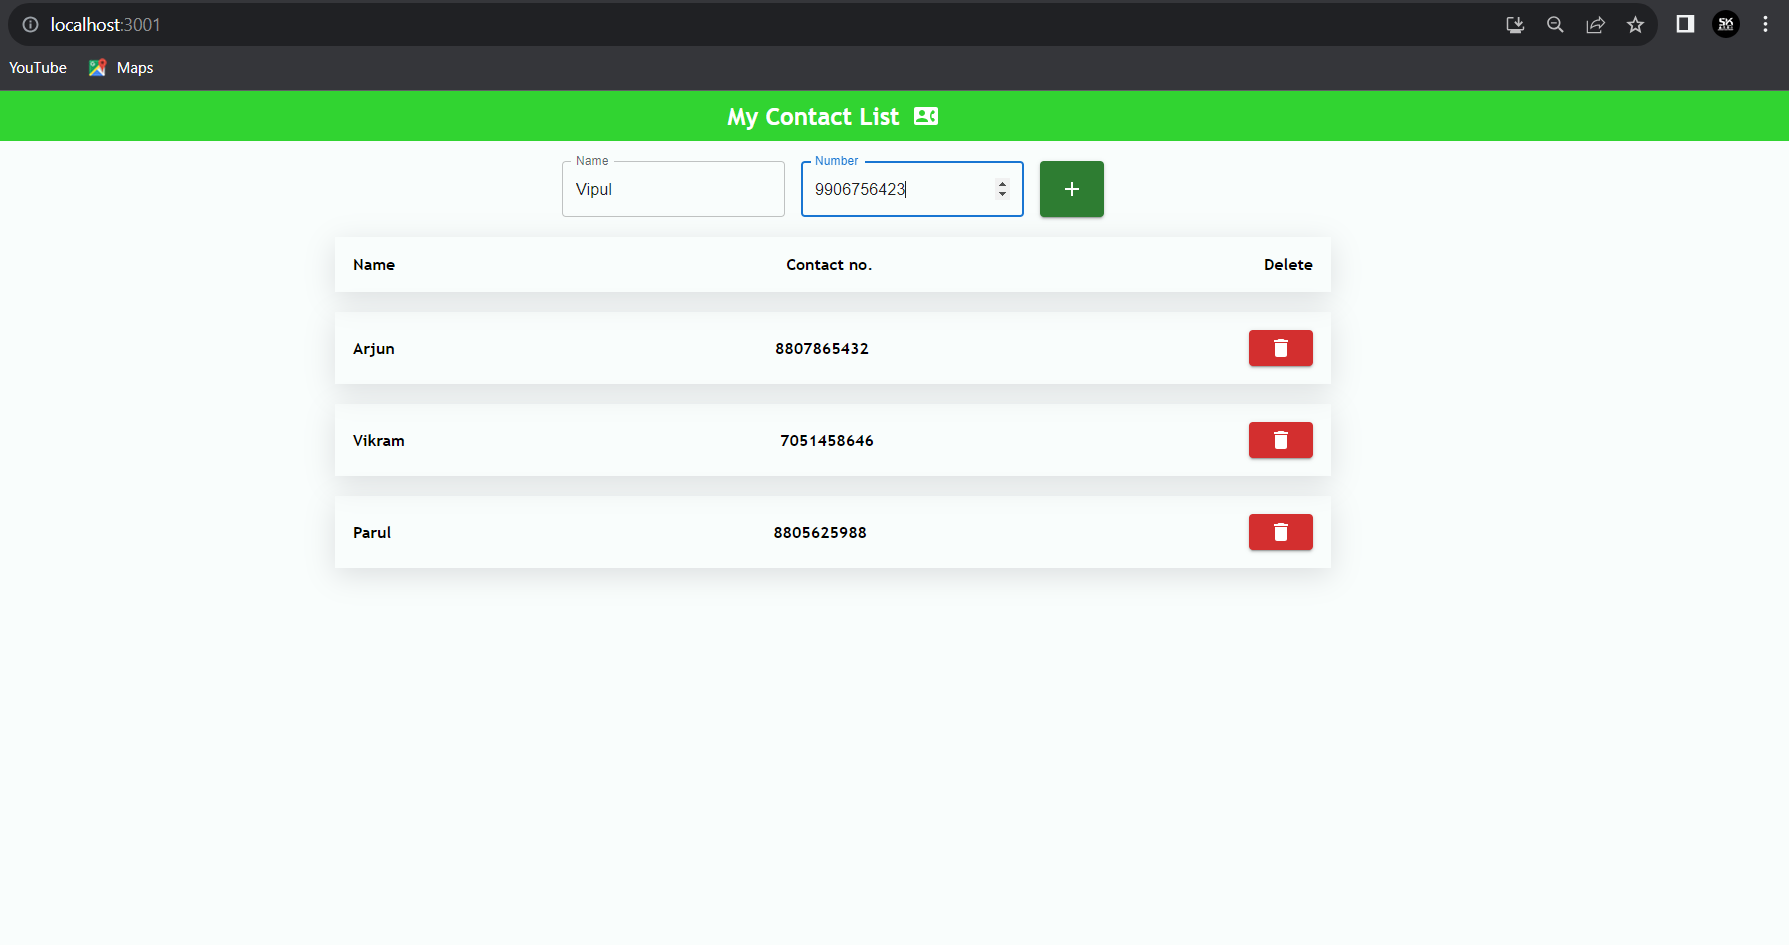 localhost:3001
SK
YouTube Maps
My Contact List
Name Number
Vipul 9906756423 +
Name Contact no. Delete
Arjun 8807865432
Vikram 7051458646
Parul 8805625988